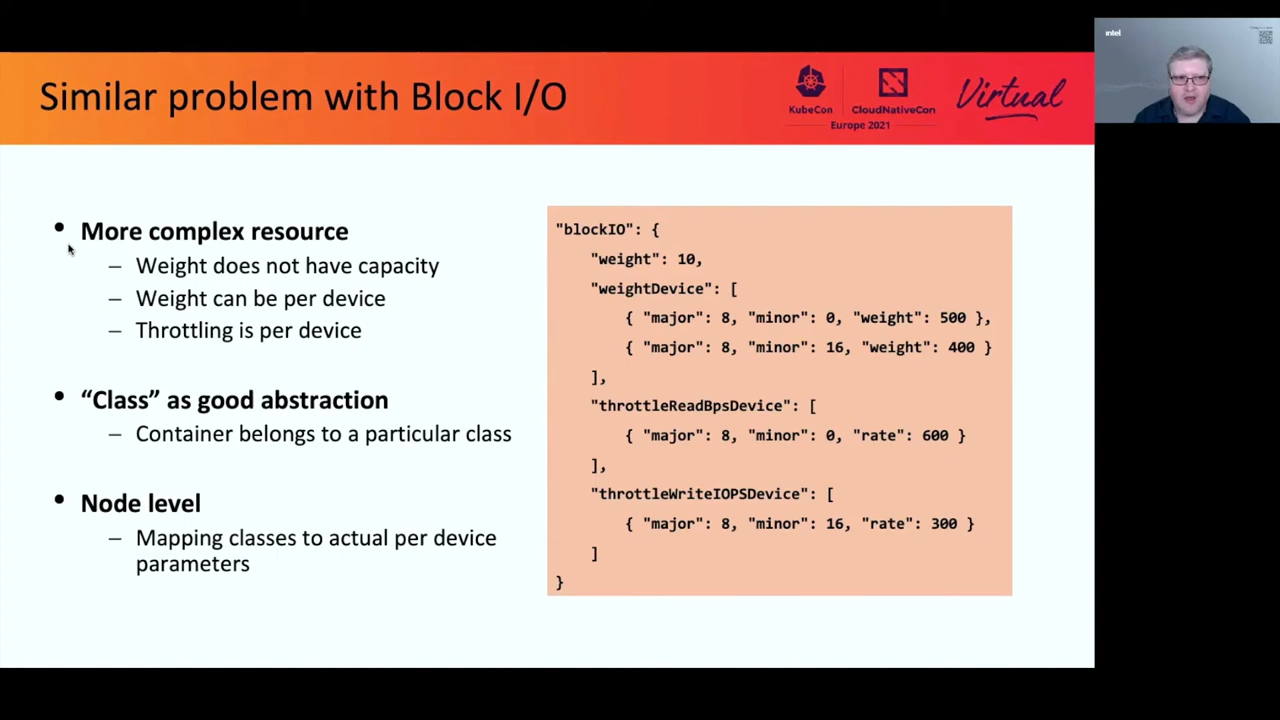 Similar problem with Block I/O
KubeCon
CloudNativeCon
Europe 2021
Virtual
intel
• More complex resource
– Weight does not have capacity
– Weight can be per device
– Throttling is per device
• “Class” as good abstraction
– Container belongs to a particular class
• Node level
– Mapping classes to actual per device
parameters
"blockIO": {
"weight": 10,
"weightDevice": [
{ "major": 8, "minor": 0, "weight": 500 },
{ "major": 8, "minor": 16, "weight": 400 }
],
"throttleReadBpsDevice": [
{ "major": 8, "minor": 0, "rate": 600 }
],
"throttleWriteIOPSDevice": [
{ "major": 8, "minor": 16, "rate": 300 }
]
}